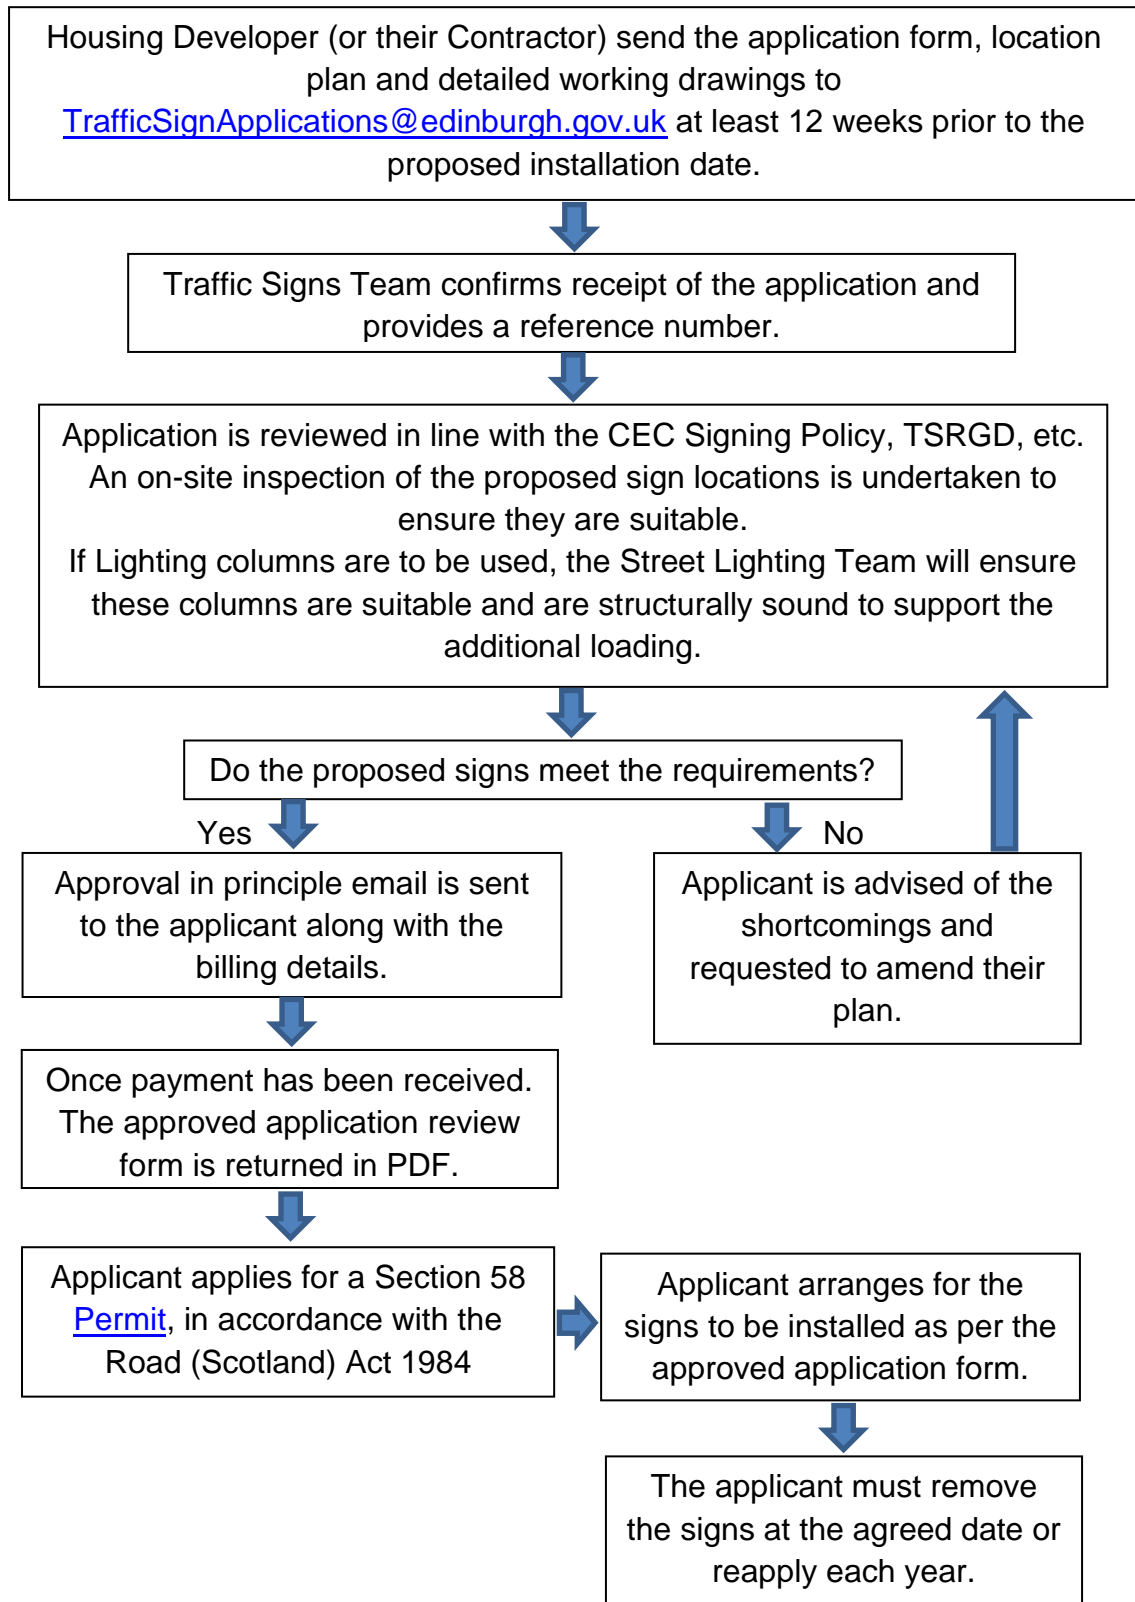 Housing Developer (or their Contractor) send the application form, location
plan and detailed working drawings to
TrafficSignApplications@edinburgh.gov.uk at least 12 weeks prior to the
proposed installation date.
Traffic Signs Team confirms receipt of the application and
provides a reference number.
Application is reviewed in line with the CEC Signing Policy, TSRGD, etc.
An on-site inspection of the proposed sign locations is undertaken to
ensure they are suitable.
If Lighting columns are to be used, the Street Lighting Team will ensure
these columns are suitable and are structurally sound to support the
additional loading.
Do the proposed signs meet the requirements?
Yes
No
Approval in principle email is sent
to the applicant along with the
billing details.
Applicant is advised of the
shortcomings and
requested to amend their
plan.
Once payment has been received.
The approved application review
form is returned in PDF.
Applicant applies for a Section 58
Permit, in accordance with the
Road (Scotland) Act 1984
Applicant arranges for the
signs to be installed as per the
approved application form.
The applicant must remove
the signs at the agreed date or
reapply each year.